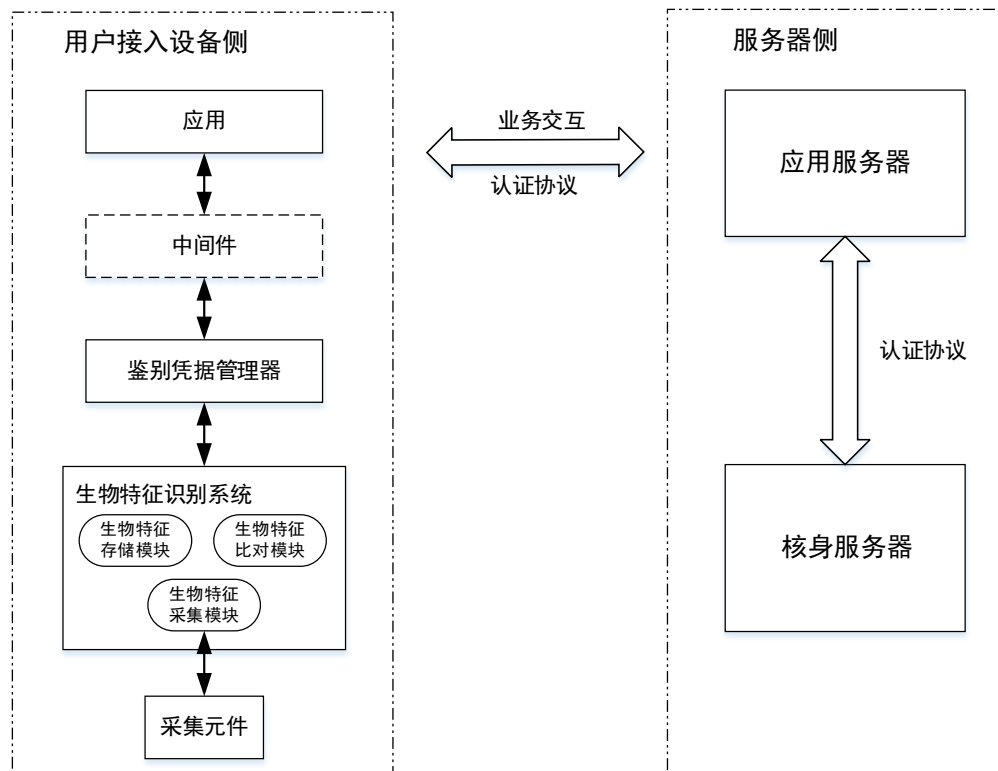 用户接入设备侧
应用
中间件
鉴别凭据管理器
生物特征识别系统
生物特征
存储模块
生物特征
比对模块
生物特征
采集模块
采集元件
业务交互
认证协议
服务器侧
应用服务器
认证协议
核身服务器